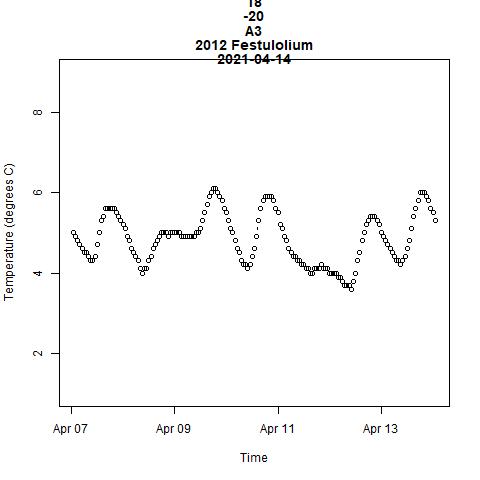 18
-20
A3
2012 Festulolium
2021-04-14
8
6
4
2
Temperature (degrees C)
Apr 07
Apr 09
Apr 11
Apr 13
Time